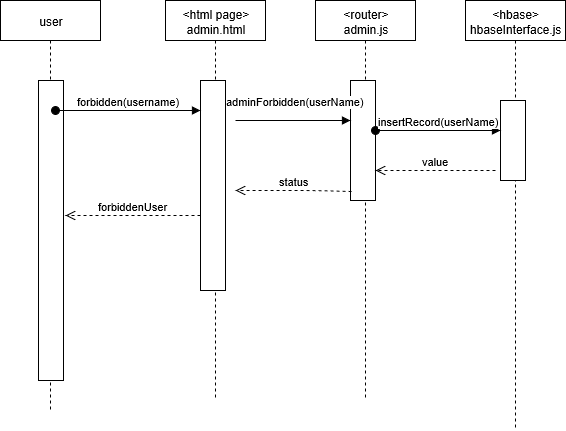 user
<html page>
admin.html
<router>
admin.js
<hbase>
hbaseInterface.js
forbidden(username)
adminForbidden(userName)
insertRecord(userName)
value
status
forbiddenUser